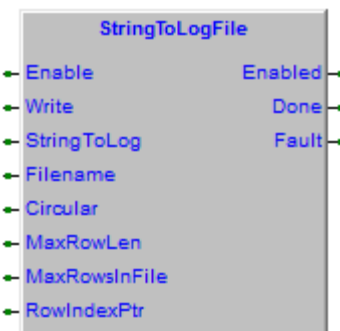 StringToLogFile
Enable Enabled
Write Done
StringToLog Fault
Filename
Circular
MaxRowLen
MaxRowsInFile
RowIndexPtr